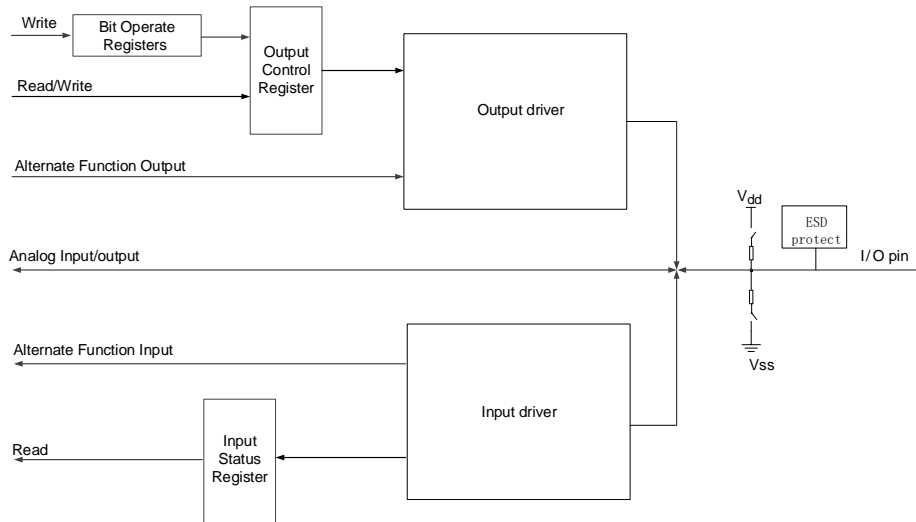 Write
Bit Operate
Registers
Output
Control
Register
Read/Write
Output driver
Alternate Function Output
Vdd
ESD
protect
Analog Input/output
I/O pin
Alternate Function Input
Vss
Input driver
Read
Input
Status
Register